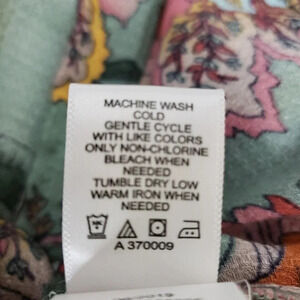 MACHINE WASH
COLD
GENTLE CYCLE
WITH LIKE COLORS
ONLY NON-CHLORINE
BLEACH WHEN
NEEDED
TUMBLE DRY LOW
WARM IRON WHEN
NEEDED
A 370009